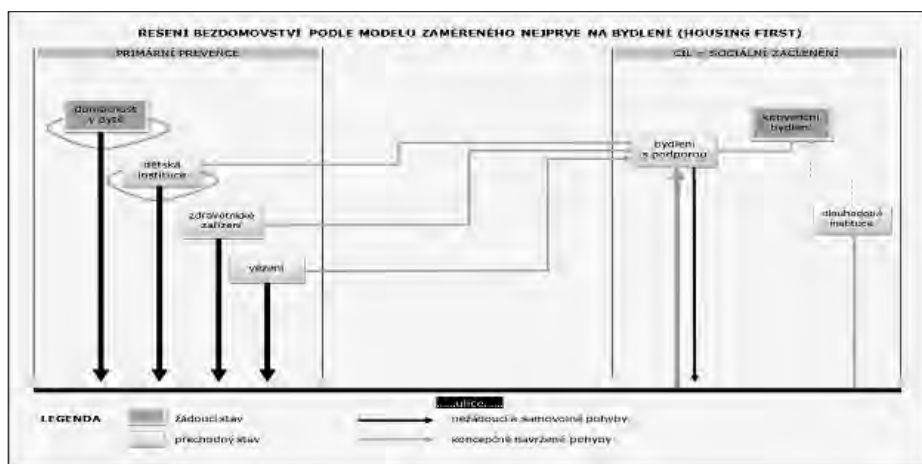 ŘEŠENÍ BEZDOMOVSTVÍ PODLE MODELU ZAMĚŘENÉHO NEJPRVE NA BYDLENÍ (HOUSING FIRST)
PRIMÁRNÍ PREVENCE
CÍL = SOCIÁLNÍ ZAČLENĚNÍ
domácnost
v bytě
dětská
instituce
zdravotnické
zařízení
vězení
bydlení
s podporou
konvenční
bydlení
dlouhodobé
instituce
ulice
LEGENDA
žádoucí stav
přechodný stav
nežádoucí a samovolné pohyby
koncepčně navržené pohyby